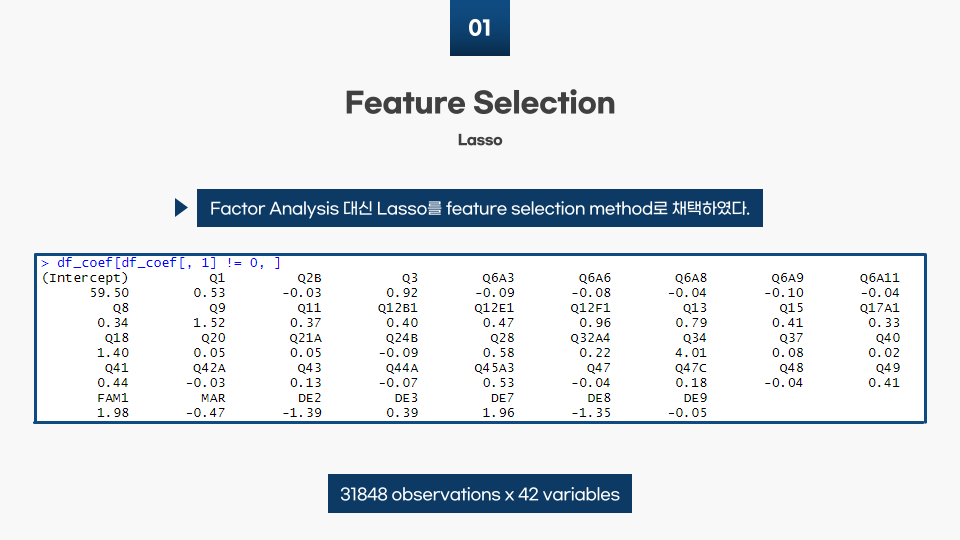 01
Feature Selection
Lasso
Factor Analysis 대신 Lasso를 feature selection method로 채택하였다.
> df_coef[df_coef[, 1] != 0, ]
(Intercept) Q1 Q2B Q3 Q6A3 Q6A6 Q6A8 Q6A9 Q6A11
59.50 0.53 -0.03 0.92 -0.09 -0.08 -0.04 -0.10 -0.04
Q8 Q9 Q11 Q12B1 Q12E1 Q12F1 Q13 Q15 Q17A1
0.34 1.52 0.37 0.40 0.47 0.96 0.79 0.41 0.33
Q18 Q20 Q21A Q24B Q28 Q32A4 Q34 Q37 Q40
1.40 0.05 0.05 -0.09 0.58 0.22 4.01 0.08 0.02
Q41 Q42A Q43 Q44A Q45A3 Q47 Q47C Q48 Q49
0.44 -0.03 0.13 -0.07 0.53 -0.04 0.18 -0.04 0.41
FAM1 MAR DE2 DE3 DE7 DE8 DE9
1.98 -0.47 -1.39 0.39 1.96 -1.35 -0.05
31848 observations x 42 variables